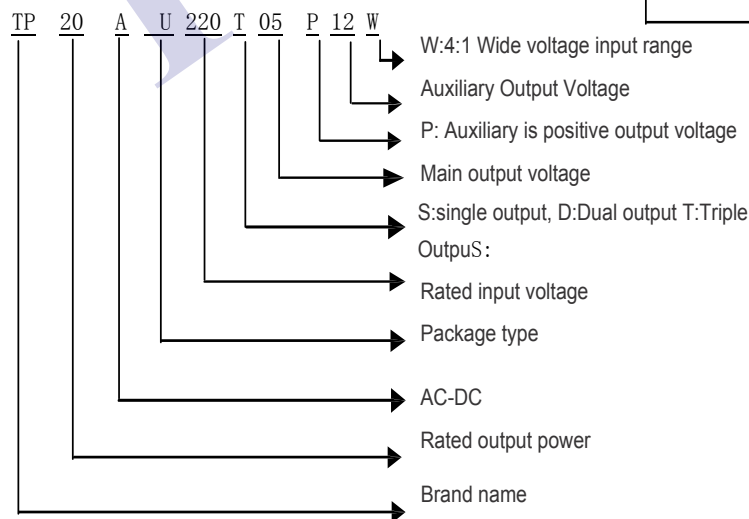 TP 20 A U 220 T 05 P 12 W
W:4:1 Wide voltage input range
Auxiliary Output Voltage
P: Auxiliary is positive output voltage
Main output voltage
S:single output, D:Dual output T:Triple
OutpuS:
Rated input voltage
Package type
AC-DC
Rated output power
Brand name